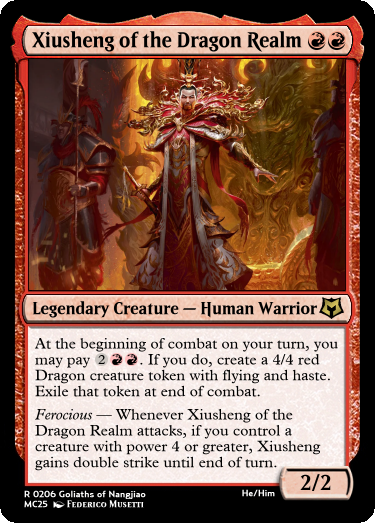 Xiusheng of the Dragon Realm
Legendary Creature — Human Warrior
At the beginning of combat on your turn, you
may pay 2. If you do, create a 4/4 red
Dragon creature token with flying and haste.
Exile that token at end of combat.
Ferocious — Whenever Xiusheng of the
Dragon Realm attacks, if you control a
creature with power 4 or greater, Xiusheng
gains double strike until end of turn.
2/2
R 0206 Goliaths of Nangjiao He/Him
MC25 Federico Musetti